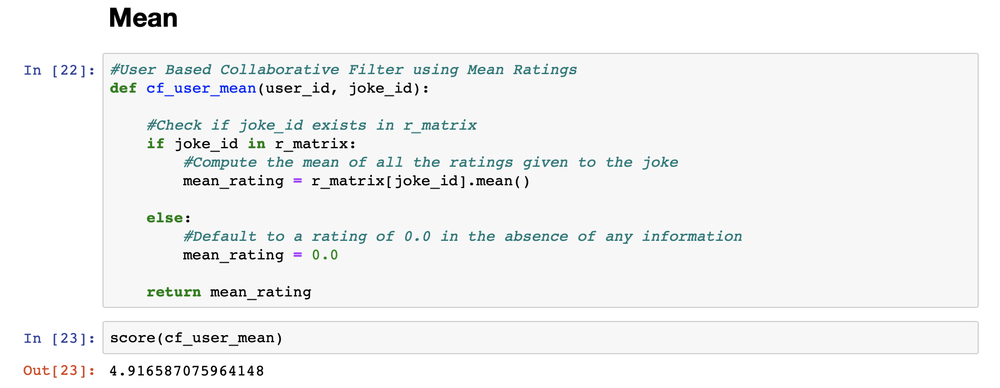 Mean
In [22]:
#User Based Collaborative Filter using Mean Ratings
def cf_user_mean(user_id, joke_id):
    #Check if joke_id exists in r_matrix
    if joke_id in r_matrix:
        #Compute the mean of all the ratings given to the joke
        mean_rating = r_matrix[joke_id].mean()
    else:
        #Default to a rating of 0.0 in the absence of any information
        mean_rating = 0.0
    return mean_rating
In [23]:
score(cf_user_mean)
Out[23]:
4.916587075964148